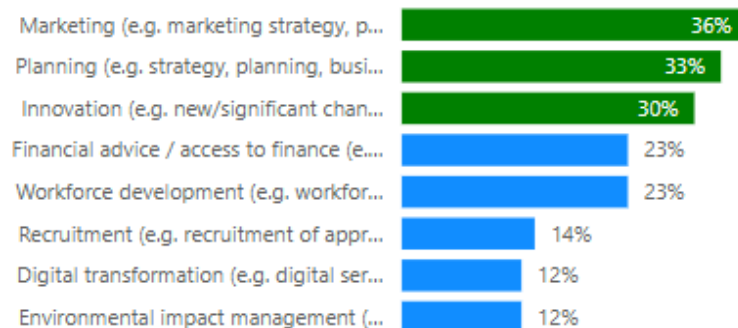 Marketing (e.g. marketing strategy, p... 36%
Planning (e.g. strategy, planning, busi... 33%
Innovation (e.g. new/significant chan... 30%
Financial advice / access to finance (e.... 23%
Workforce development (e.g. workfor... 23%
Recruitment (e.g. recruitment of appr... 14%
Digital transformation (e.g. digital ser... 12%
Environmental impact management (... 12%